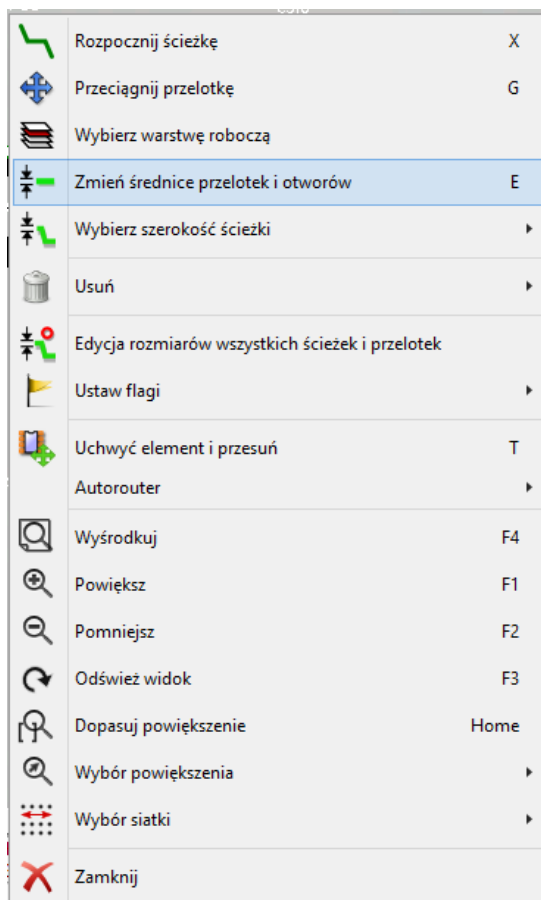 Rozpocznij ścieżkę X
Przeciągnij przelotkę G
Wybierz warstwę roboczą
Zmień średnice przelotek i otworów E
Wybierz szerokość ścieżki
Usuń
Edycja rozmiarów wszystkich ścieżek i przelotek
Ustaw flagi
Uchwyć element i przesuń T
Autorouter
Wyśrodkuj F4
Powiększ F1
Pomniejsz F2
Odśwież widok F3
Dopasuj powiększenie Home
Wybór powiększenia
Wybór siatki
Zamknij